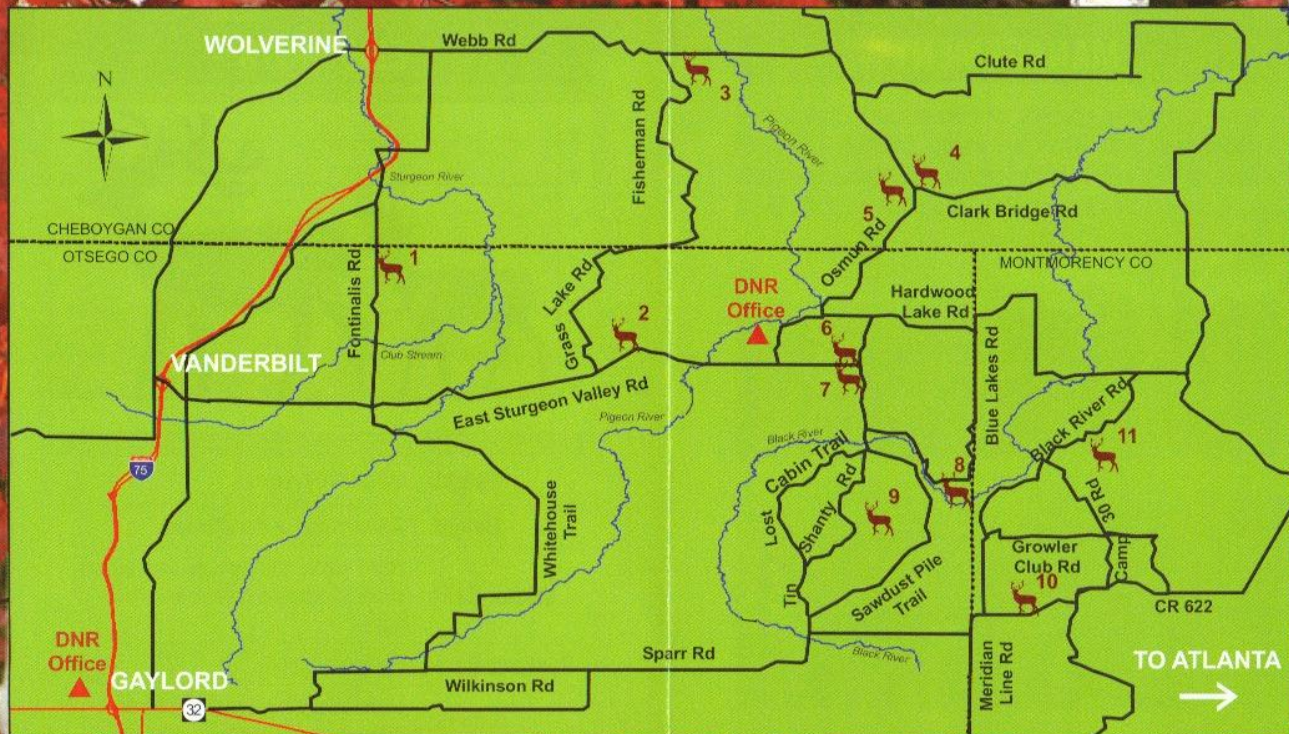 WOLVERINE
Webb Rd
Clute Rd
N
3
Fisherman Rd
Pigeon River
4
Sturgeon River
5
Clark Bridge Rd
CHEBOYGAN CO
OTSEGO CO
1
Osmun Rd
MONTMORENCY CO
Fontinalis Rd
Grass Lake Rd
DNR
Office
Hardwood
Lake Rd
2
6
Blue Lakes Rd
VANDERBILT
Club Stream
7
East Sturgeon Valley Rd
Pigeon River
Black River
Black River Rd
11
75
Lost Cabin Trail
8
Tin Shanty Rd
9
Camp 30 Rd
Whitehouse
Trail
Growler
Club Rd
10
Sawdust Pile
Trail
CR 622
DNR
Office
Sparr Rd
Black River
Meridian
Line Rd
TO ATLANTA
GAYLORD
Wilkinson Rd
32